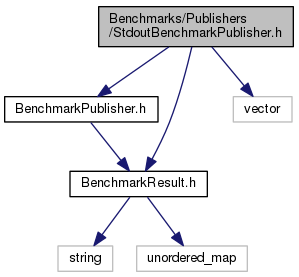 Benchmarks/Publishers
/StdoutBenchmarkPublisher.h
BenchmarkPublisher.h
vector
BenchmarkResult.h
string
unordered_map